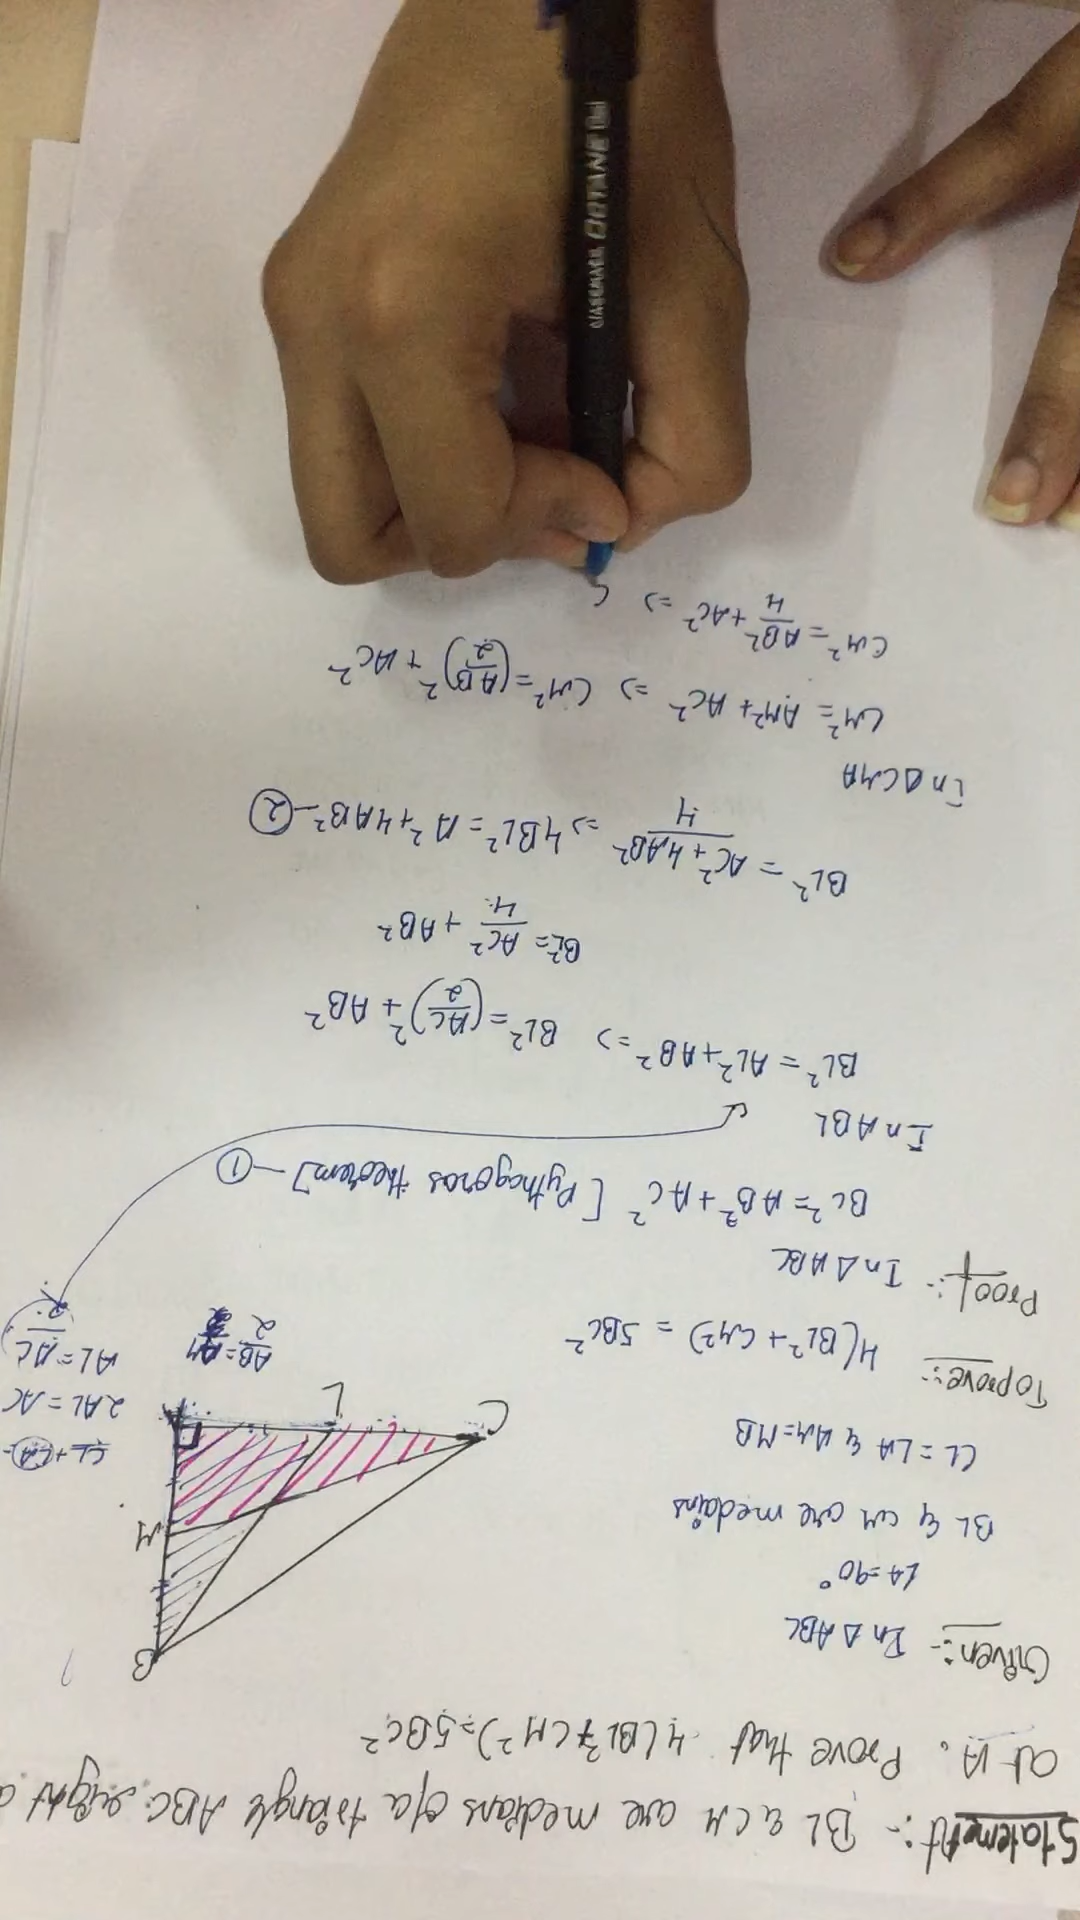 Statement:- BL & CM are medians of a triangle ABC right a
at A. Prove that 4(BL²+CM²)=5BC²
Given:- In △ ABC
∠A=90°
BL & CM are medains
CL = LA & AM=MB
To prove:- 4(BL²+CM²) = 5BC²
B
M
C
L
2AL = AC
AL = AC/2
Proof:- In △ ABC
BC² = AB² + AC² [Pythagoras theorem] — ①
In ABL
BL² = AL² + AB² => BL² = (AC/2)² + AB²
BL² = AC²/4 + AB²
BL² = AC² + 4AB²/4 => 4BL² = A² + 4AB² — ②
In △ CMA
CM² = AM² + AC² => CM² = (AB/2)² + AC²
CM² = AB²/4 + AC² =>
CLASSMATE OCTANE